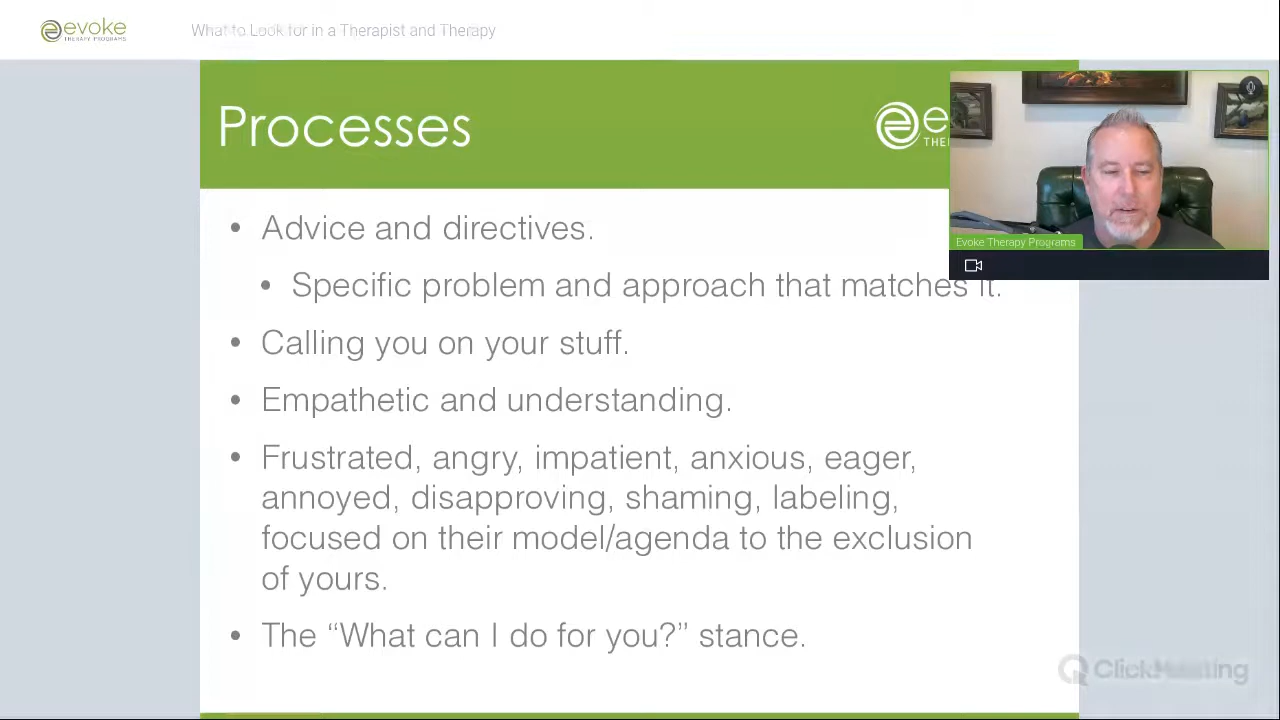 evoke
THERAPY PROGRAMS
What to Look for in a Therapist and Therapy
Processes
e
THE
• Advice and directives.
• Specific problem and approach that matches it.
• Calling you on your stuff.
• Empathetic and understanding.
• Frustrated, angry, impatient, anxious, eager,
annoyed, disapproving, shaming, labeling,
focused on their model/agenda to the exclusion
of yours.
• The “What can I do for you?” stance.
Evoke Therapy Programs